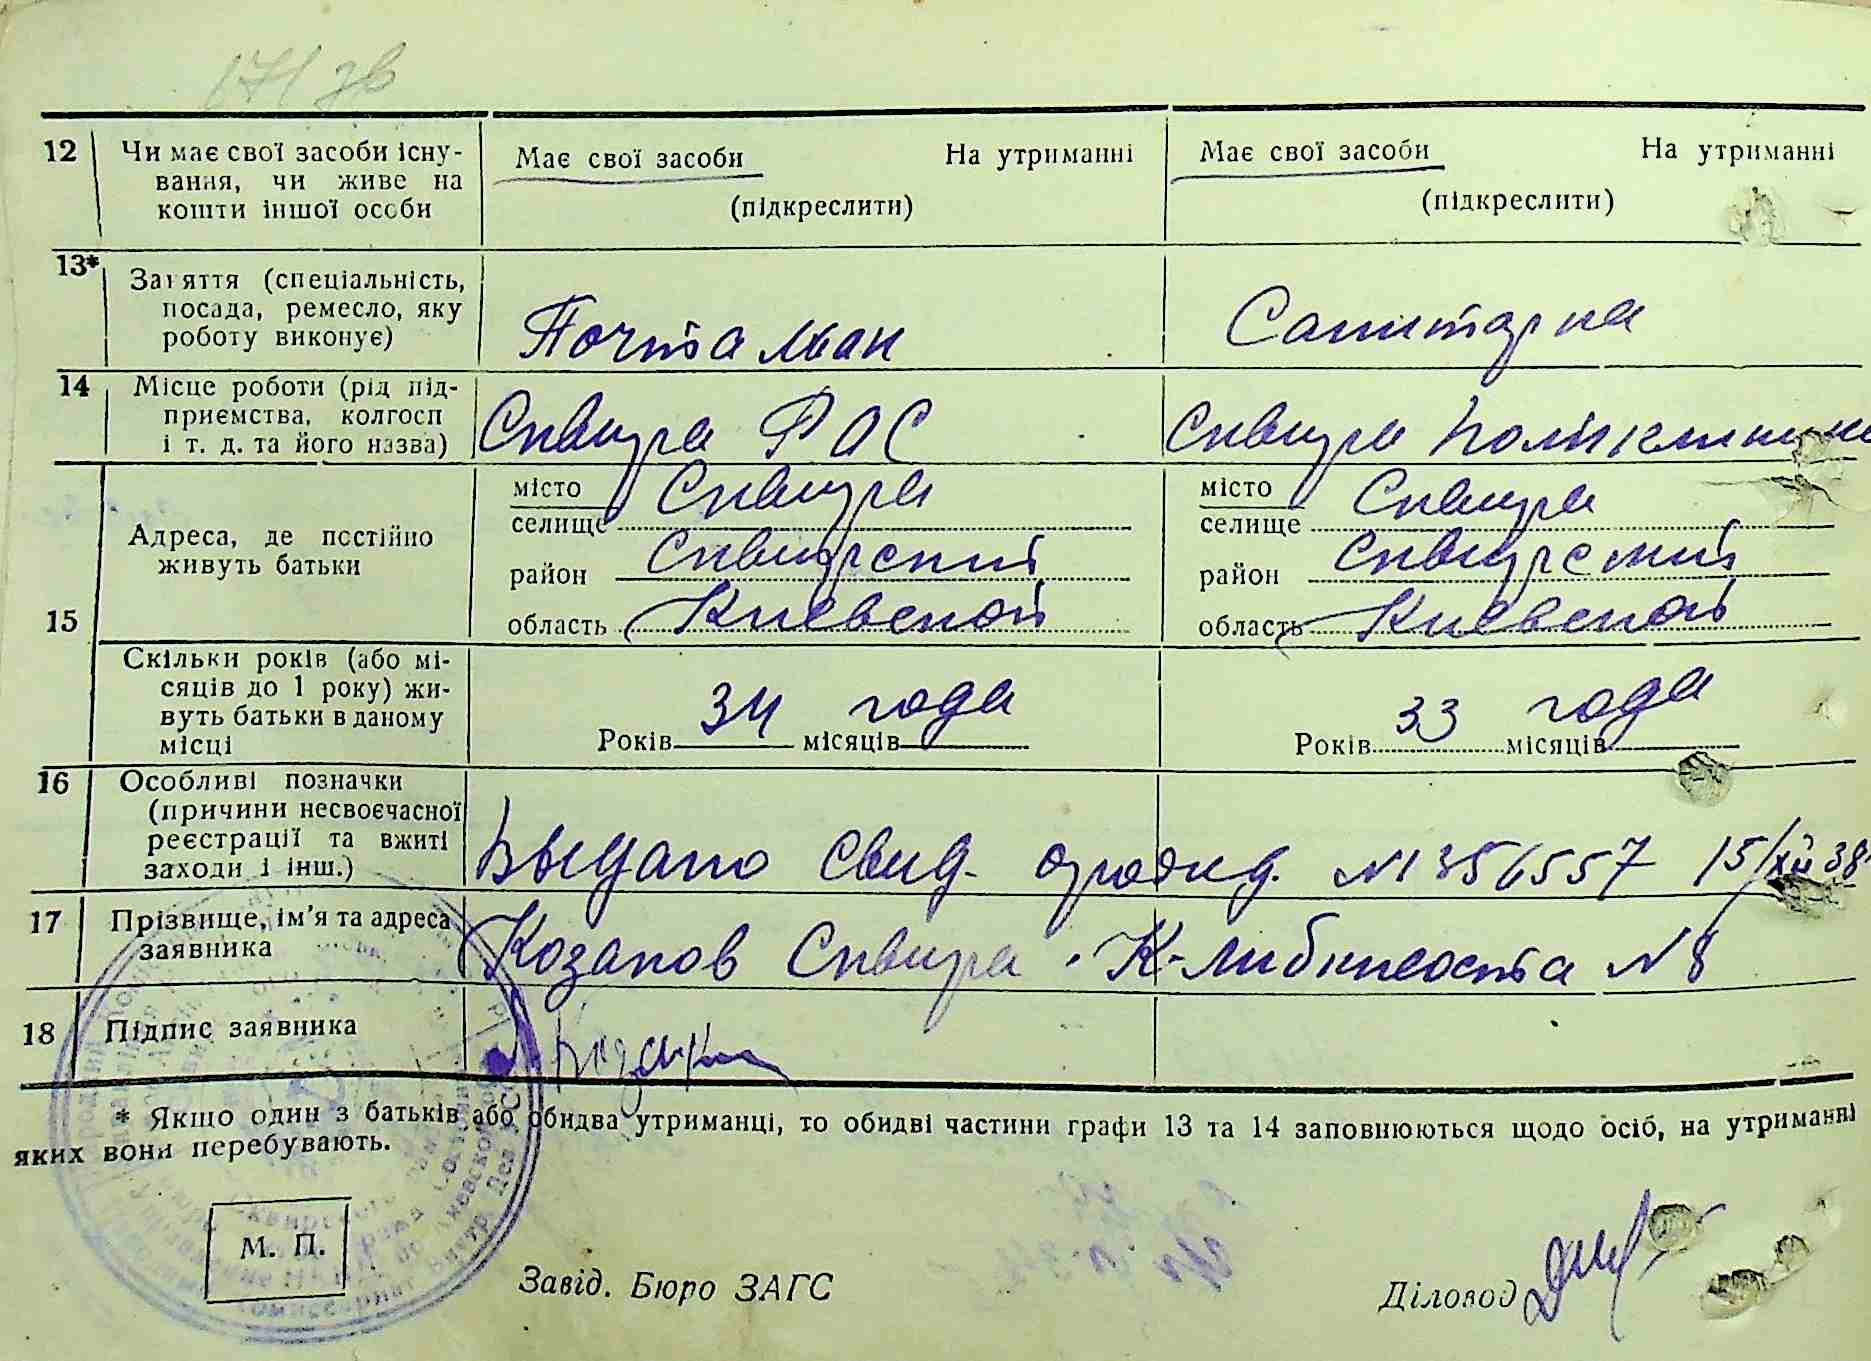 171 зв
12 Чи має свої засоби існу-
вання, чи живе на
кошти іншої особи
Має свої засоби На утриманні
(підкреслити)
Має свої засоби На утриманні
(підкреслити)
13* Заняття (спеціальність,
посада, ремесло, яку
роботу виконує)
Почтальон
Санитарка
14 Місце роботи (рід під-
приємства, колгосп
і т. д. та його назва)
Сквира РОС
Сквира Поліклиника
15 Адреса, де постійно
живуть батьки
місто Сквира
селище
район Сквирский
область Киевской
місто Сквира
селище
район Сквирский
область Киевской
Скільки років (або мі-
сяців до 1 року) жи-
вуть батьки в даному
місці
Років 34 года місяців
Років 33 года місяців
16 Особливі позначки
(причини несвоєчасної
реєстрації та вжиті
заходи і інш.)
Выдано свид. о рожд. №1356557 15/XII 38
17 Прізвище, ім'я та адреса
заявника
Козаков Сквира К-Либкнехта №8
18 Підпис заявника
* Якщо один з батьків або обидва утриманці, то обидві частини графи 13 та 14 заповнюються щодо осіб, на утриманні
яких вони перебувають.
М. П.
Завід. Бюро ЗАГС
Діловод